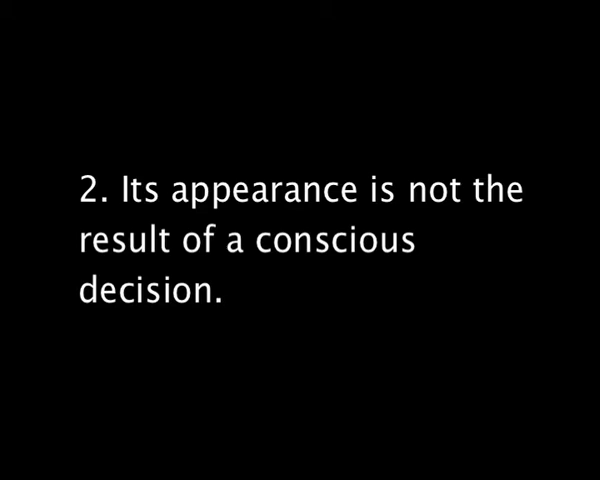 2. Its appearance is not the
result of a conscious
decision.